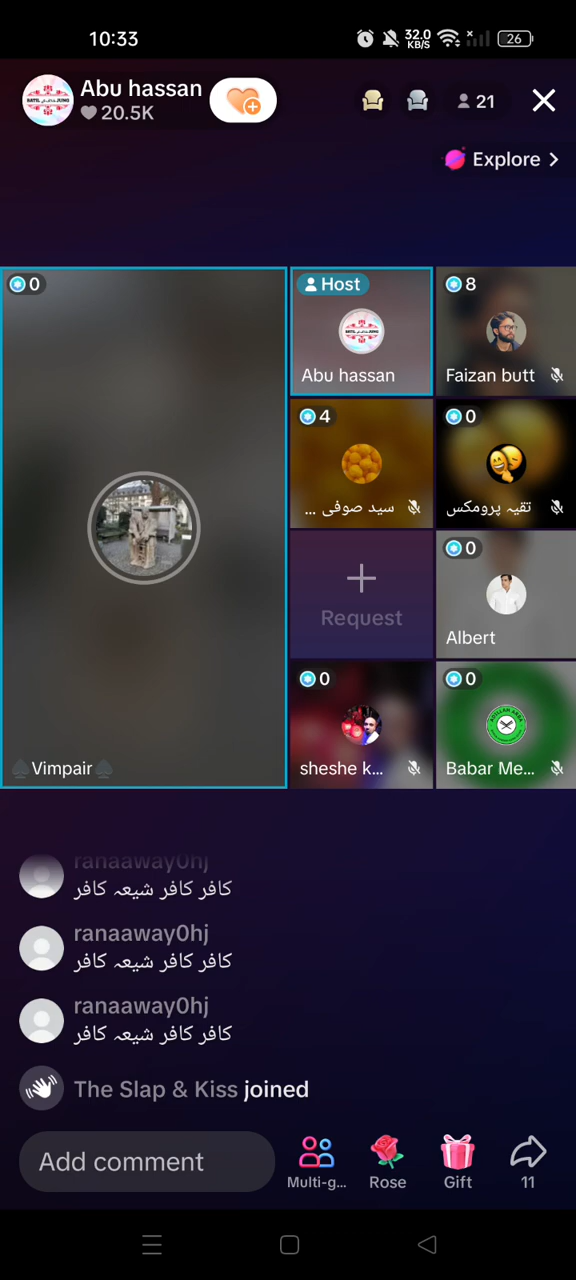 10:33
32.0
KB/S
26
Abu hassan
20.5K
21
Explore
0
Host
Abu hassan
8
Faizan butt
4
سید صوفی ...
0
تقیہ پرومکس
Request
0
Albert
0
sheshe k...
0
Babar Me...
♠️Vimpair♠️
ranaaway0hj
کافر کافر شیعہ کافر
ranaaway0hj
کافر کافر شیعہ کافر
ranaaway0hj
کافر کافر شیعہ کافر
The Slap & Kiss joined
Add comment
Multi-g...
Rose
Gift
11